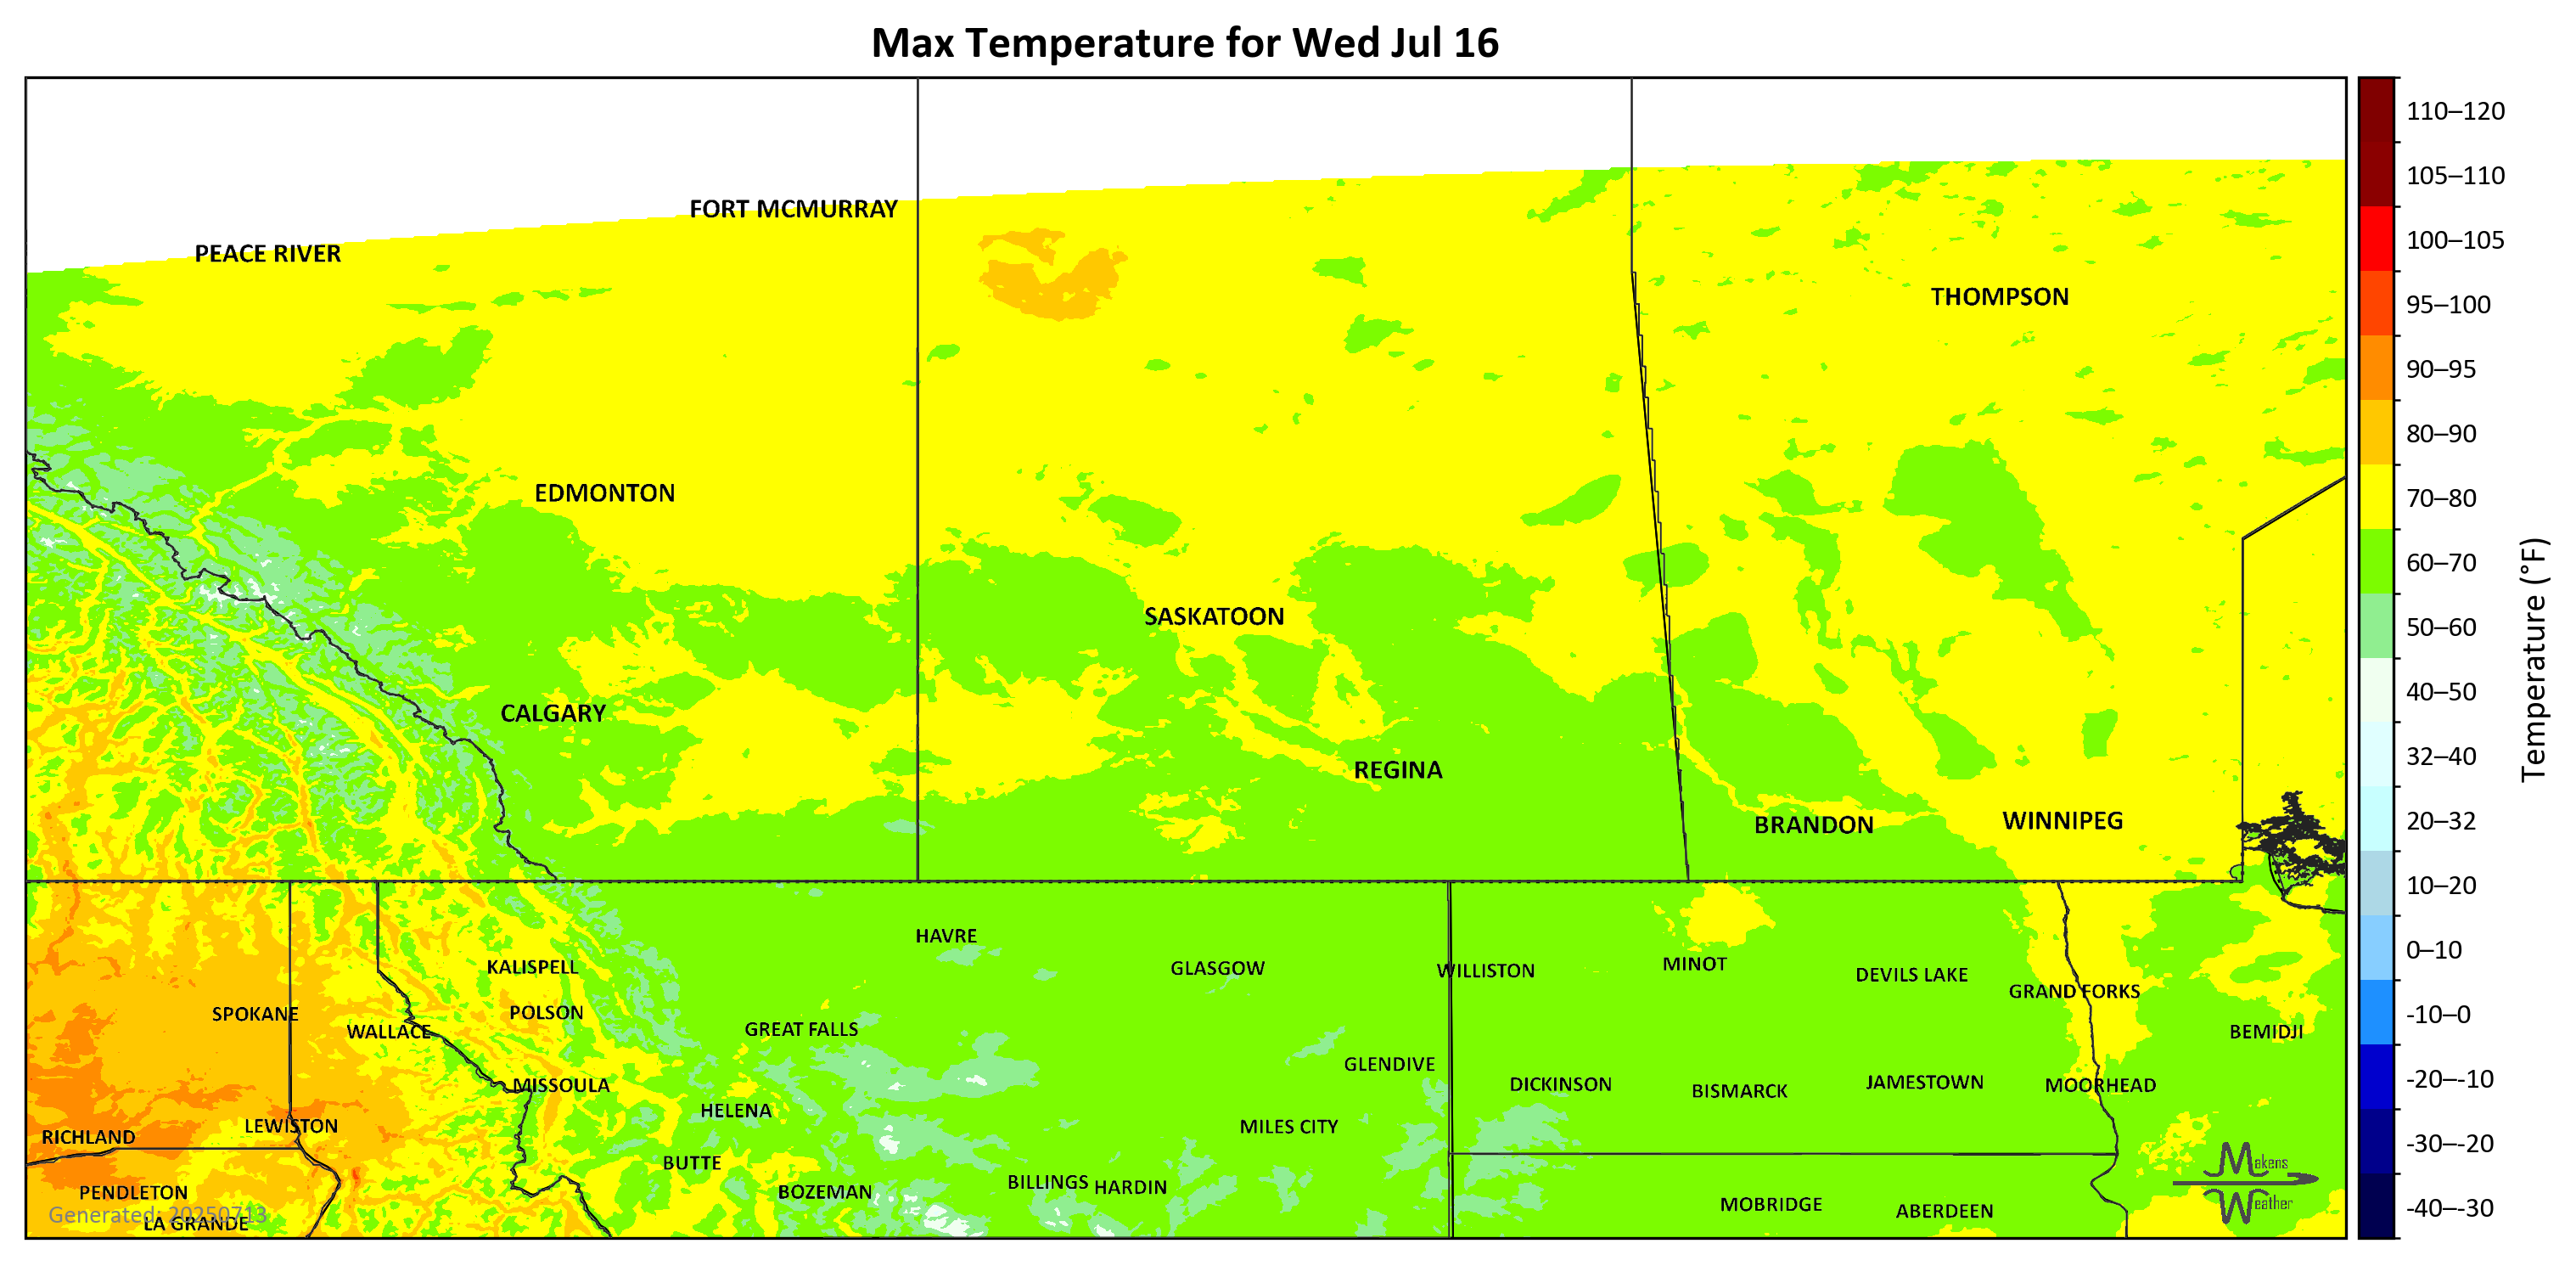 Max Temperature for Wed Jul 16
FORT MCMURRAY
PEACE RIVER
THOMPSON
EDMONTON
SASKATOON
CALGARY
REGINA
BRANDON
WINNIPEG
HAVRE
KALISPELL
GLASGOW
WILLISTON
MINOT
DEVILS LAKE
GRAND FORKS
SPOKANE
POLSON
WALLACE
GREAT FALLS
BEMIDJI
GLENDIVE
MISSOULA
DICKINSON
BISMARCK
JAMESTOWN
MOORHEAD
HELENA
LEWISTON
MILES CITY
RICHLAND
BUTTE
BOZEMAN
BILLINGS
HARDIN
PENDLETON
MOBRIDGE
ABERDEEN
Generated: 20250713
LA GRANDE
Makens
Weather
110–120
105–110
100–105
95–100
90–95
80–90
70–80
60–70
50–60
40–50
32–40
20–32
10–20
0–10
-10–0
-20–-10
-30–-20
-40–-30
Temperature (°F)